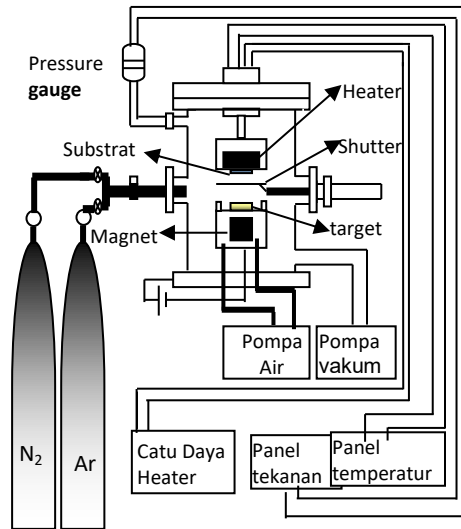 Pressure
gauge
Heater
Substrat
Shutter
Magnet
target
Pompa
Air
Pompa
vakum
N₂
Ar
Catu Daya
Heater
Panel
tekanan
Panel
temperatur